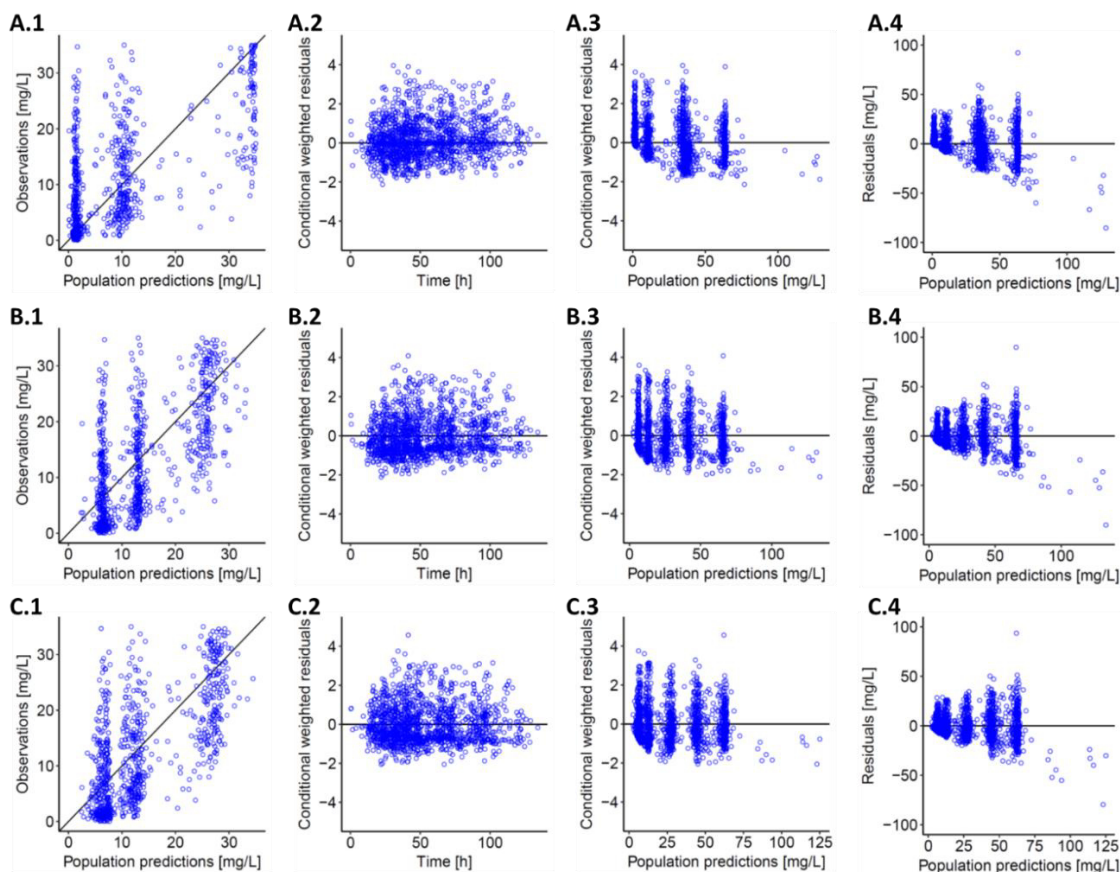 A.1 A.2 A.3 A.4
Observations [mg/L]
30
20
10
0
0 10 20 30
Population predictions [mg/L]
Conditional weighted residuals
4
2
0
−2
−4
0 50 100
Time [h]
Conditional weighted residuals
4
2
0
−2
−4
0 50 100
Population predictions [mg/L]
Residuals [mg/L]
100
50
0
−50
−100
0 50 100
Population predictions [mg/L]
B.1 B.2 B.3 B.4
Observations [mg/L]
30
20
10
0
0 10 20 30
Population predictions [mg/L]
Conditional weighted residuals
4
2
0
−2
−4
0 50 100
Time [h]
Conditional weighted residuals
4
2
0
−2
−4
0 50 100
Population predictions [mg/L]
Residuals [mg/L]
100
50
0
−50
−100
0 50 100
Population predictions [mg/L]
C.1 C.2 C.3 C.4
Observations [mg/L]
30
20
10
0
0 10 20 30
Population predictions [mg/L]
Conditional weighted residuals
4
2
0
−2
−4
0 50 100
Time [h]
Conditional weighted residuals
4
2
0
−2
−4
0 25 50 75 100 125
Population predictions [mg/L]
Residuals [mg/L]
100
50
0
−50
−100
0 25 50 75 100 125
Population predictions [mg/L]